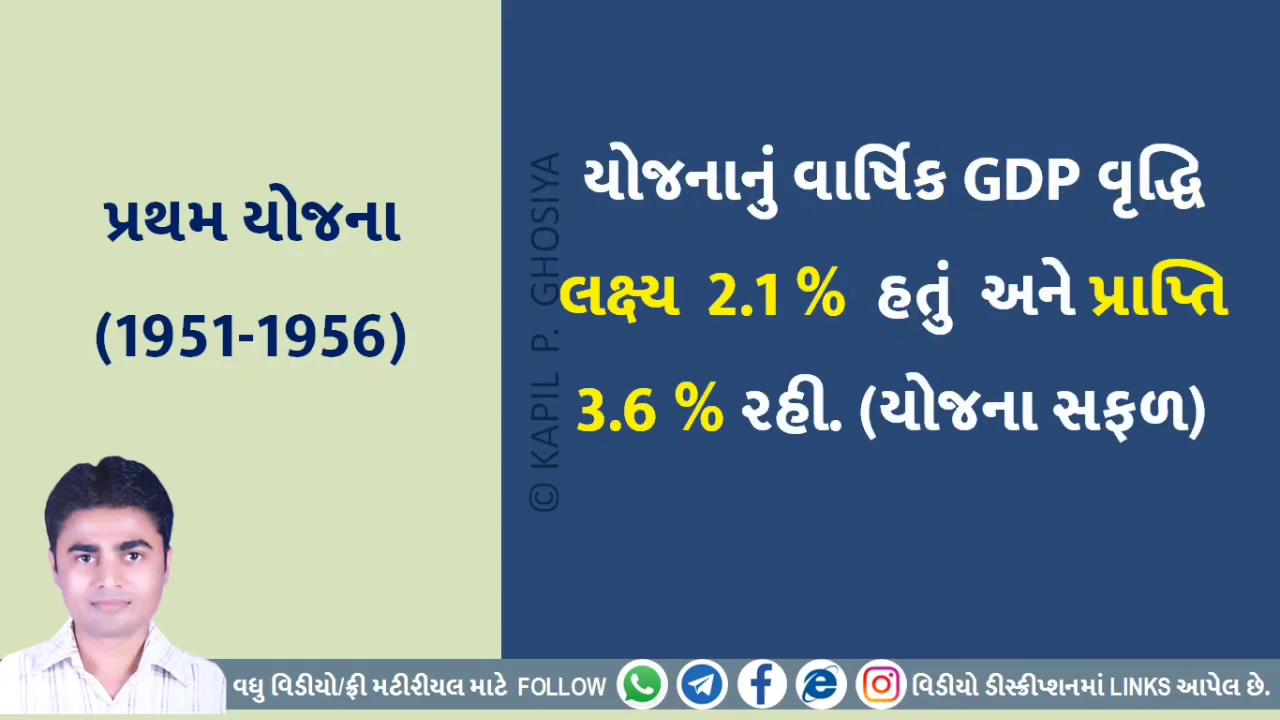 પ્રથમ યોજના
(1951-1956)
યોજનાનું વાર્ષિક GDP વૃદ્ધિ
લક્ષ્ય 2.1 % હતું અને પ્રાપ્તિ
3.6 % રહી. (યોજના સફળ)
© KAPIL P. GHOSIYA
વધુ વિડીયો/ફ્રી મટીરીયલ માટે FOLLOW
વિડીયો ડીસ્ક્રીપ્શનમાં LINKS આપેલ છે.